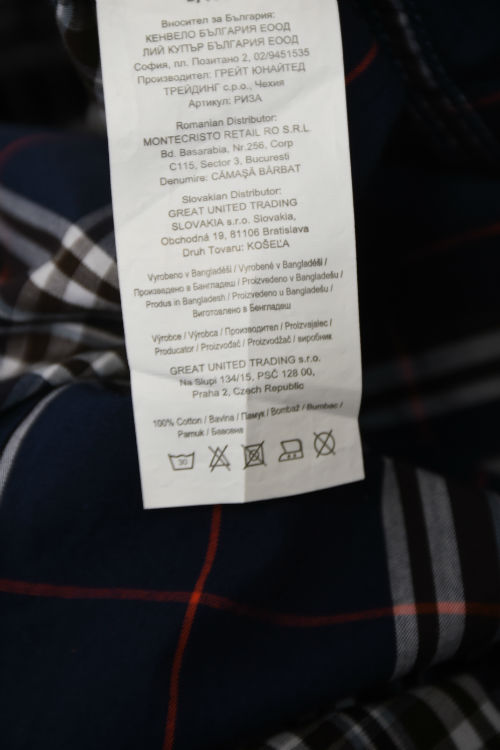 Вносител за България:
КЕНВЕЛО БЪЛГАРИЯ ЕООД
ЛИЙ КУПЪР БЪЛГАРИЯ ЕООД
София, пл. Позитано 2, 02/9451535
Производител: ГРЕЙТ ЮНАЙТЕД
ТРЕЙДИНГ с.р.о., Чехия
Артикул: РИЗА
Romanian Distributor:
MONTECRISTO RETAIL RO S.R.L.
Bd. Basarabia, Nr.256, Corp
C115, Sector 3, Bucuresti
Denumire: CĂMAȘĂ BĂRBAT
Slovakian Distributor:
GREAT UNITED TRADING
SLOVAKIA s.r.o. Slovakia,
Obchodná 19, 81106 Bratislava
Druh Tovaru: KOŠEĽA
Vyrobeno v Bangladéši / Vyrobené v Bangladéši /
Произведено в Бангладеш / Proizvedeno v Bangladešu /
Produs in Bangladesh / Proizvedeno u Bangladešu /
Виготовлено в Бенгладеш
Výrobce / Výrobca / Производител / Proizvajalec /
Producator / Proizvođač / Proizvodžač / виробник
GREAT UNITED TRADING s.r.o.
Na Slupi 134/15, PSČ 128 00,
Praha 2, Czech Republic
100% Cotton / Bavlna / Памук / Bombaž / Bumbac /
Pamuk / Бавовна
30